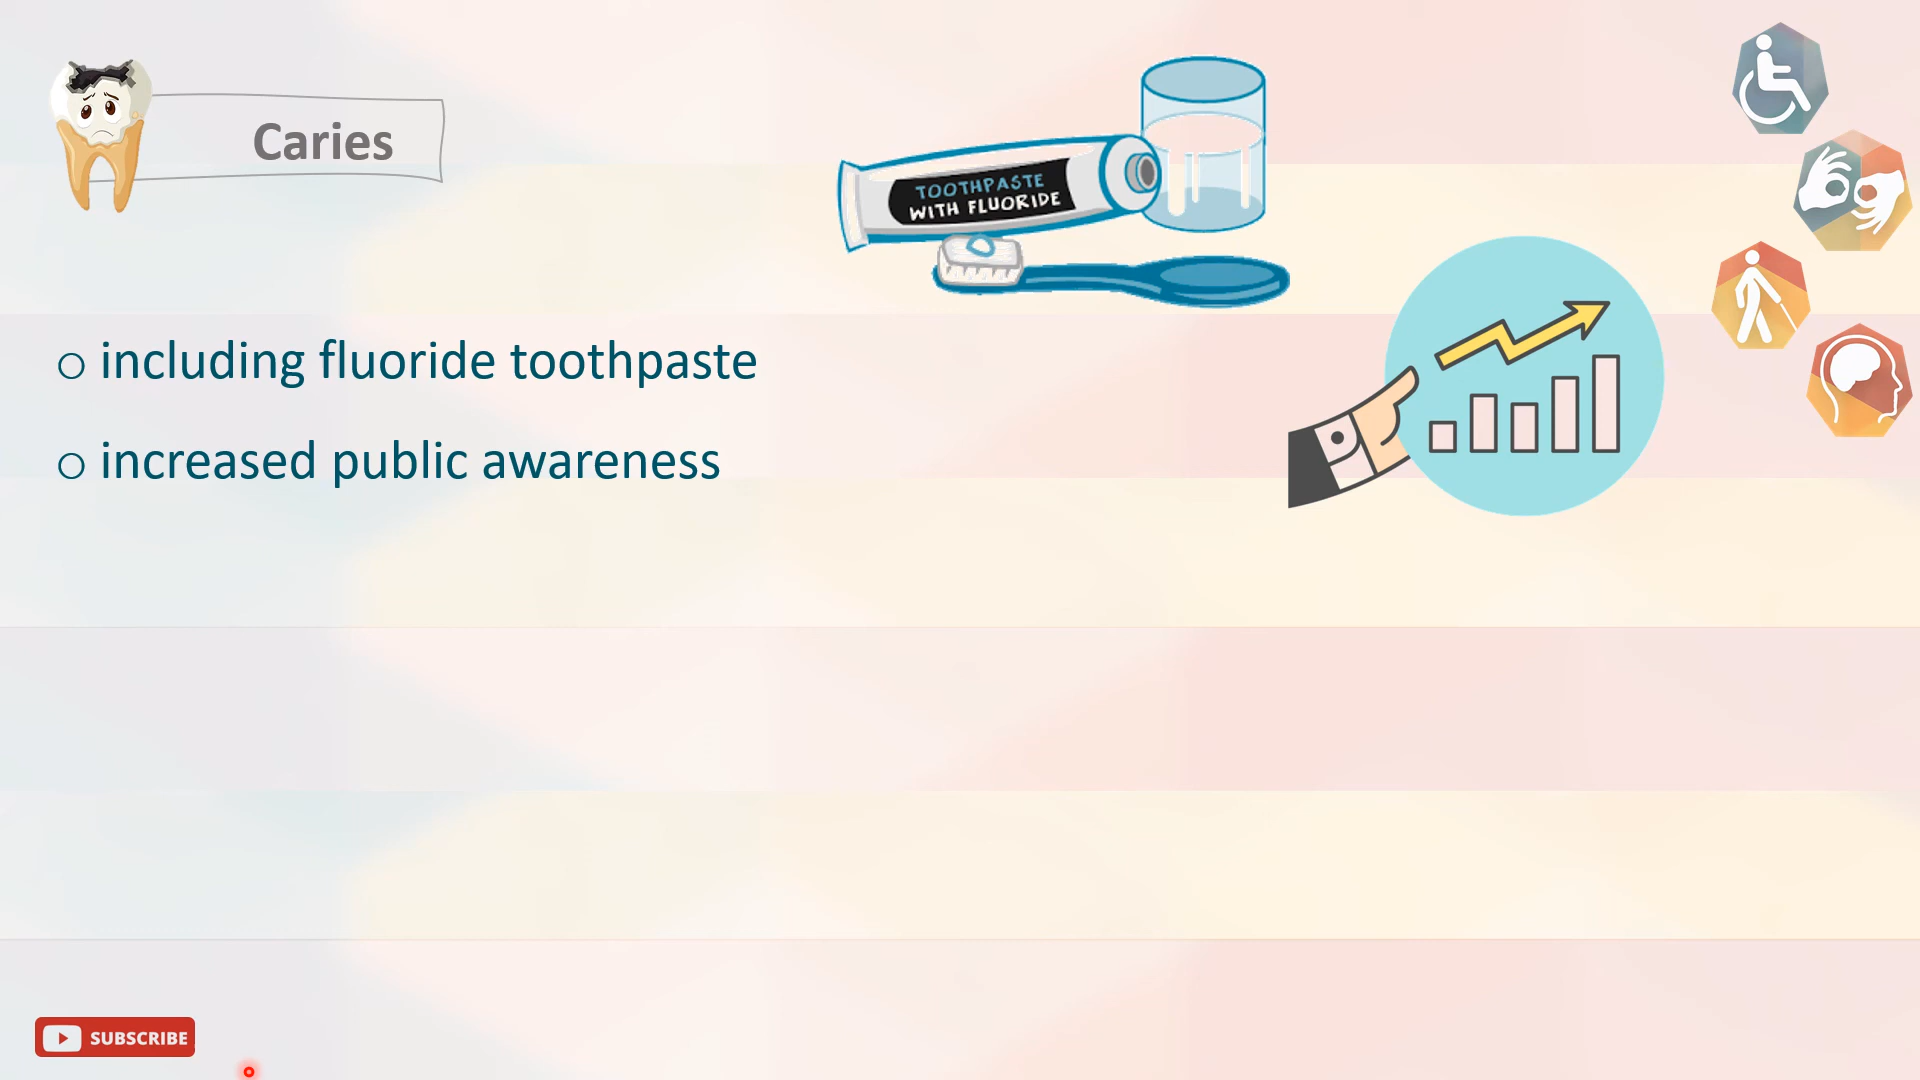 Caries
TOOTHPASTE
WITH FLUORIDE
○ including fluoride toothpaste
○ increased public awareness
SUBSCRIBE